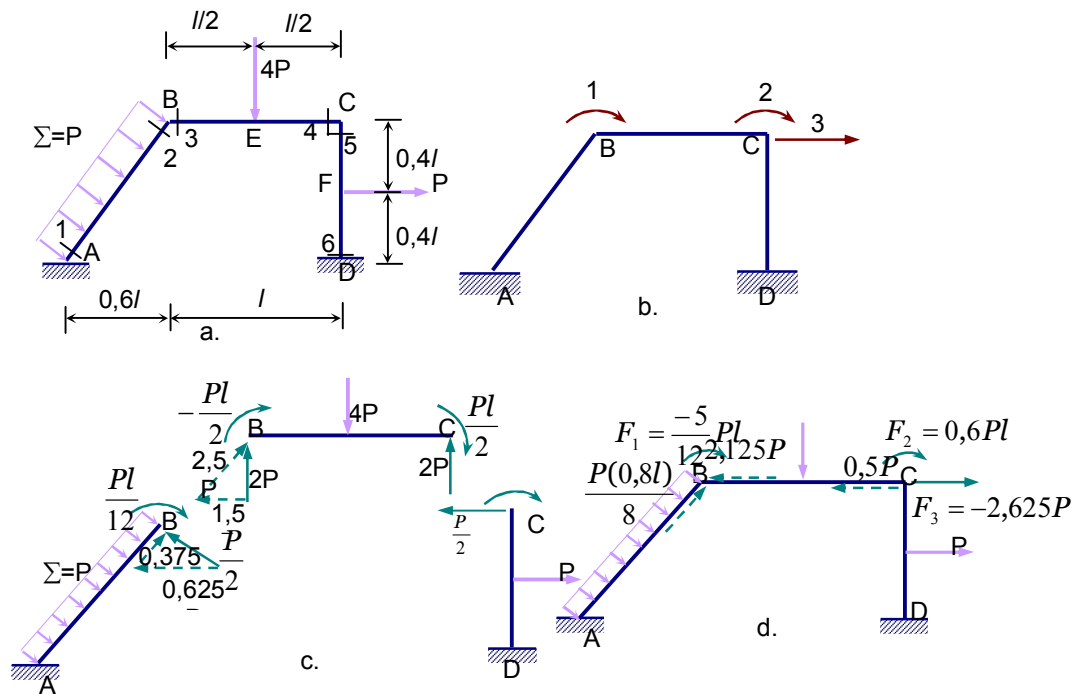 l/2 l/2
4P
B C
Σ=P
3 E 4
2 5
0,4l
F P
1
A 6 0,4l
D
0,6l l
a.
1 2
3
B C
A D
b.
-Pl/2 B 4P C Pl/2
2,5
P 2P 2P
1,5
Pl/12 B
0,375 P/2
Σ=P 0,625
P/2 C
P
D
A
c.
F₁ = -5/12 Pl
2,125P
F₂ = 0,6Pl
P(0,8l)/8
B 0,5P C
F₃ = -2,625P
P
D
A
d.